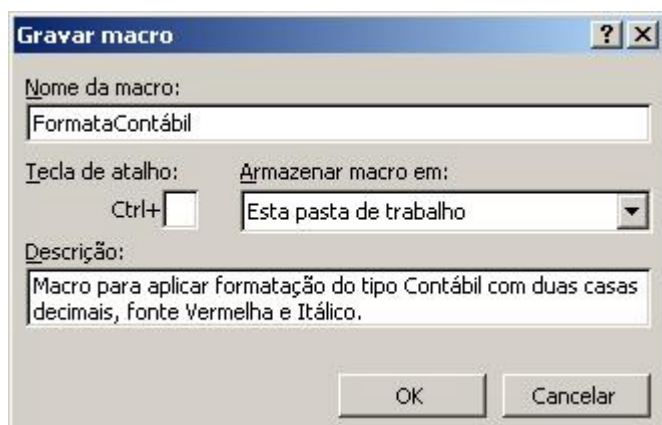 Gravar macro
Nome da macro:
FormataContábil
Tecla de atalho: Armazenar macro em:
Ctrl+ Esta pasta de trabalho
Descrição:
Macro para aplicar formatação do tipo Contábil com duas casas
decimais, fonte Vermelha e Itálico.
OK Cancelar